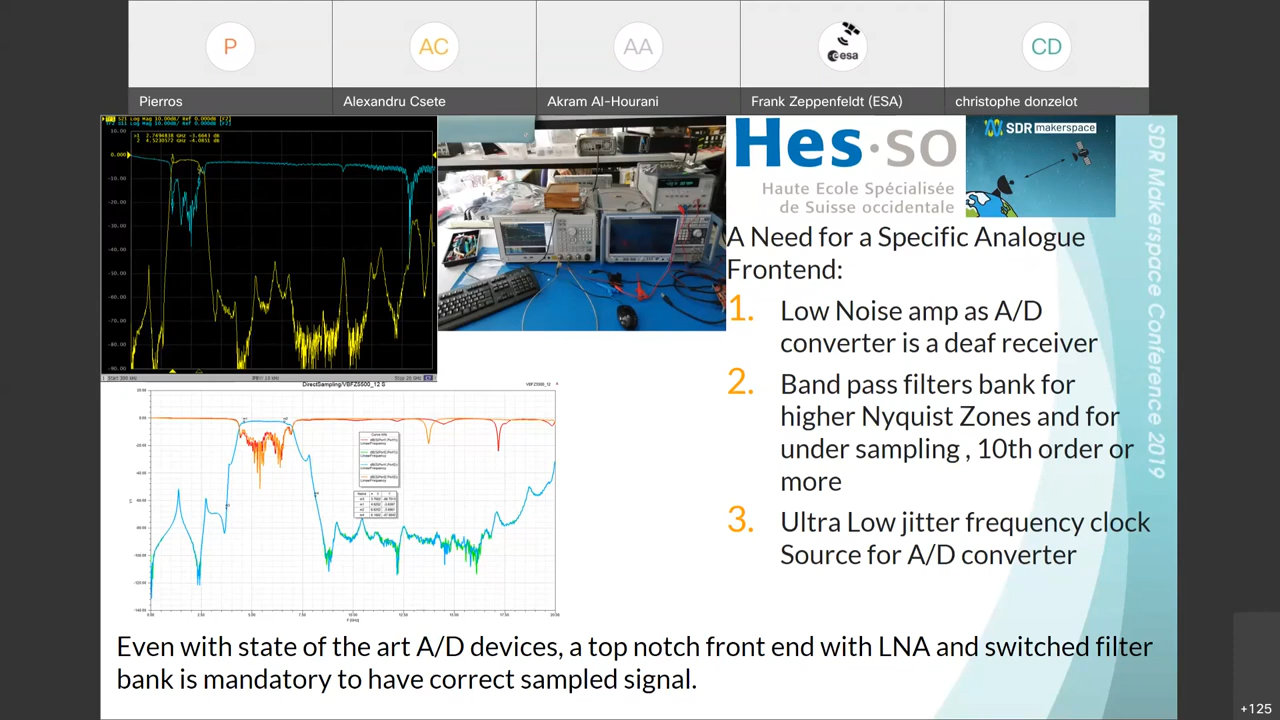 P
AC
AA
esa
CD
Pierros
Alexandru Csete
Akram Al-Hourani
Frank Zeppenfeldt (ESA)
christophe donzelot
Hes·so
Haute Ecole Spécialisée
de Suisse occidentale
SDR makerspace
SDR Makerspace Conference 2019
A Need for a Specific Analogue
Frontend:
1. Low Noise amp as A/D
converter is a deaf receiver
2. Band pass filters bank for
higher Nyquist Zones and for
under sampling , 10th order or
more
3. Ultra Low jitter frequency clock
Source for A/D converter
DirectSampling/VBFZ5500_12 S
VBFZ5500_12
Even with state of the art A/D devices, a top notch front end with LNA and switched filter
bank is mandatory to have correct sampled signal.
+125